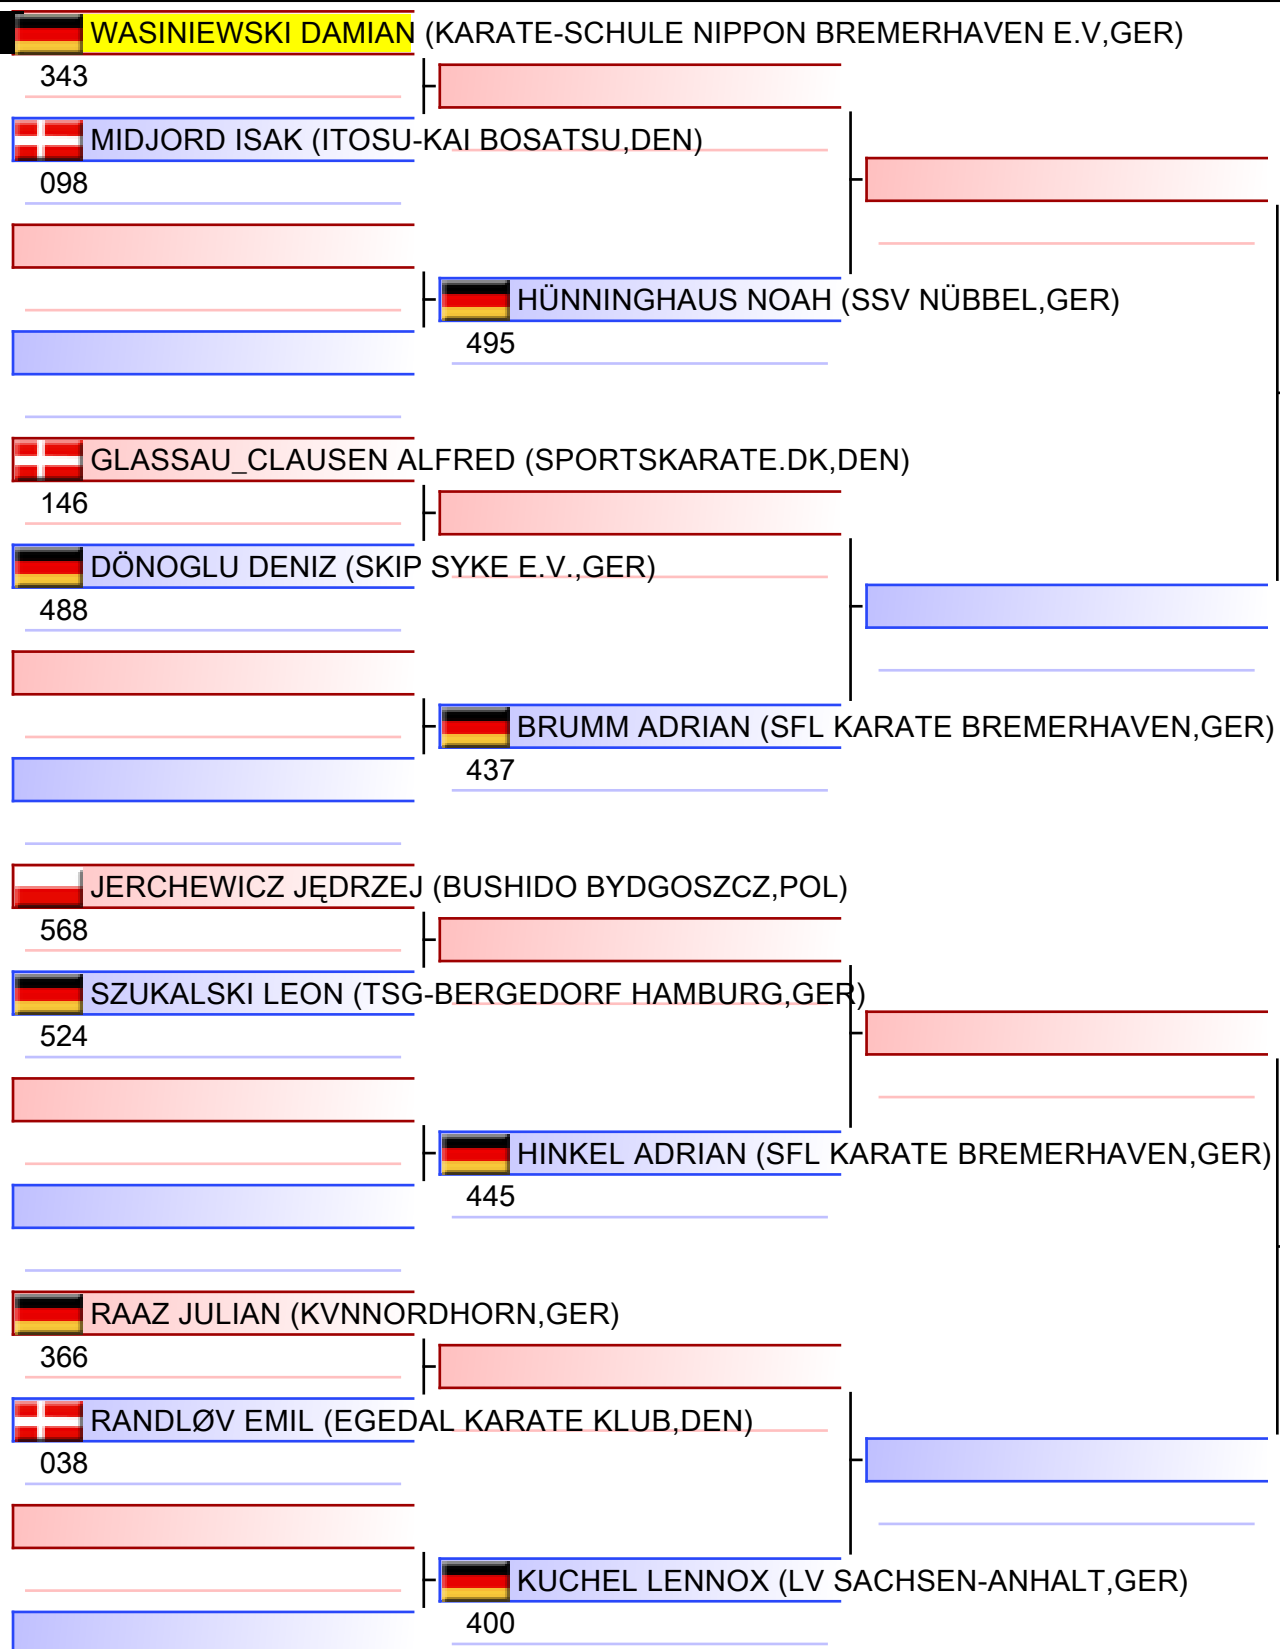 WASINIEWSKI DAMIAN (KARATE-SCHULE NIPPON BREMERHAVEN E.V,GER)
343
MIDJORD ISAK (ITOSU-KAI BOSATSU,DEN)
098
HÜNNINGHAUS NOAH (SSV NÜBBEL,GER)
495
GLASSAU_CLAUSEN ALFRED (SPORTSKARATE.DK,DEN)
146
DÖNOGLU DENIZ (SKIP SYKE E.V.,GER)
488
BRUMM ADRIAN (SFL KARATE BREMERHAVEN,GER)
437
JERCHEWICZ JĘDRZEJ (BUSHIDO BYDGOSZCZ,POL)
568
SZUKALSKI LEON (TSG-BERGEDORF HAMBURG,GER)
524
HINKEL ADRIAN (SFL KARATE BREMERHAVEN,GER)
445
RAAZ JULIAN (KVNNORDHORN,GER)
366
RANDLØV EMIL (EGEDAL KARATE KLUB,DEN)
038
KUCHEL LENNOX (LV SACHSEN-ANHALT,GER)
400